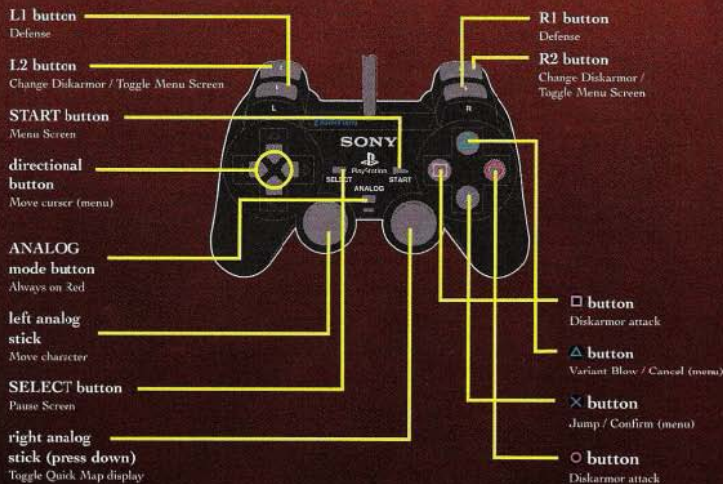 L1 button
Defense
L2 button
Change Diskarmor / Toggle Menu Screen
START button
Menu Screen
directional
button
Move cursor (menu)
ANALOG
mode button
Always on Red
left analog
stick
Move character
SELECT button
Pause Screen
right analog
stick (press down)
Toggle Quick Map display
L
R
SONY
PlayStation
SELECT
START
ANALOG
R1 button
Defense
R2 button
Change Diskarmor /
Toggle Menu Screen
□ button
Diskarmor attack
△ button
Variant Blow / Cancel (menu)
✕ button
Jump / Confirm (menu)
○ button
Diskarmor attack